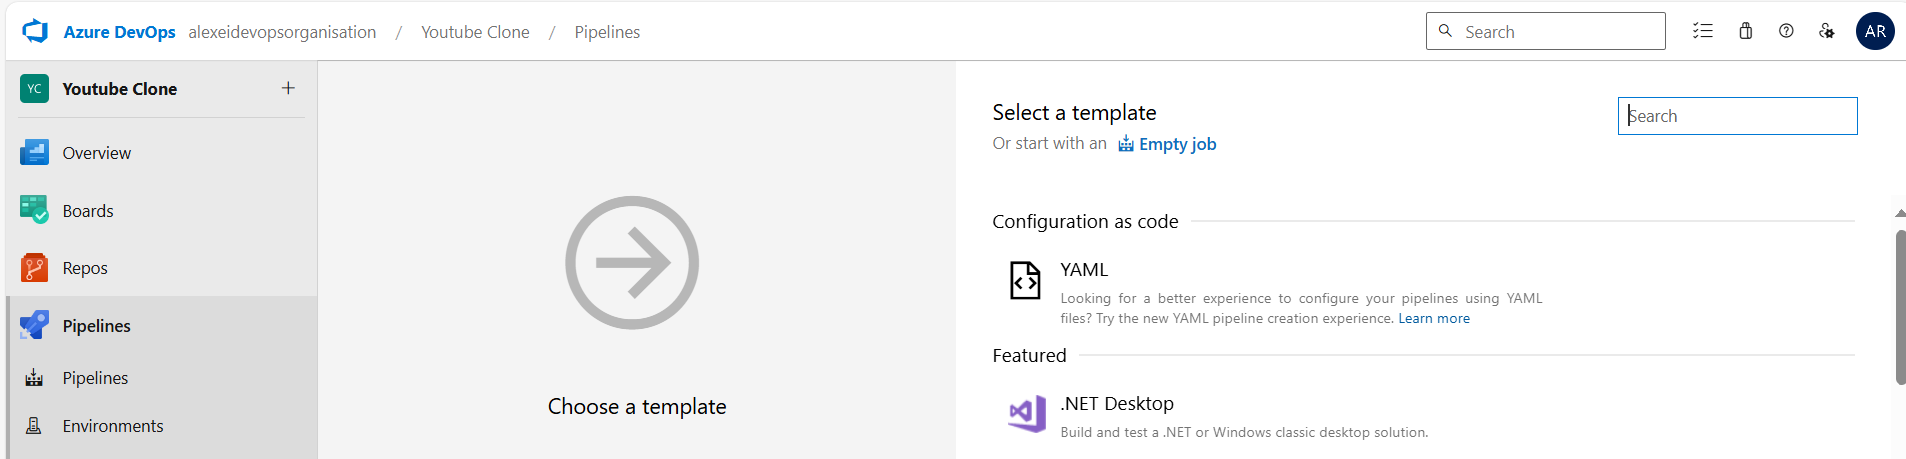 Azure DevOps alexeidevopsorganisation / Youtube Clone / Pipelines
Search
AR
YC Youtube Clone +
Overview
Boards
Repos
Pipelines
Pipelines
Environments
Choose a template
Select a template
Search
Or start with an Empty job
Configuration as code
YAML
Looking for a better experience to configure your pipelines using YAML
files? Try the new YAML pipeline creation experience. Learn more
Featured
.NET Desktop
Build and test a .NET or Windows classic desktop solution.